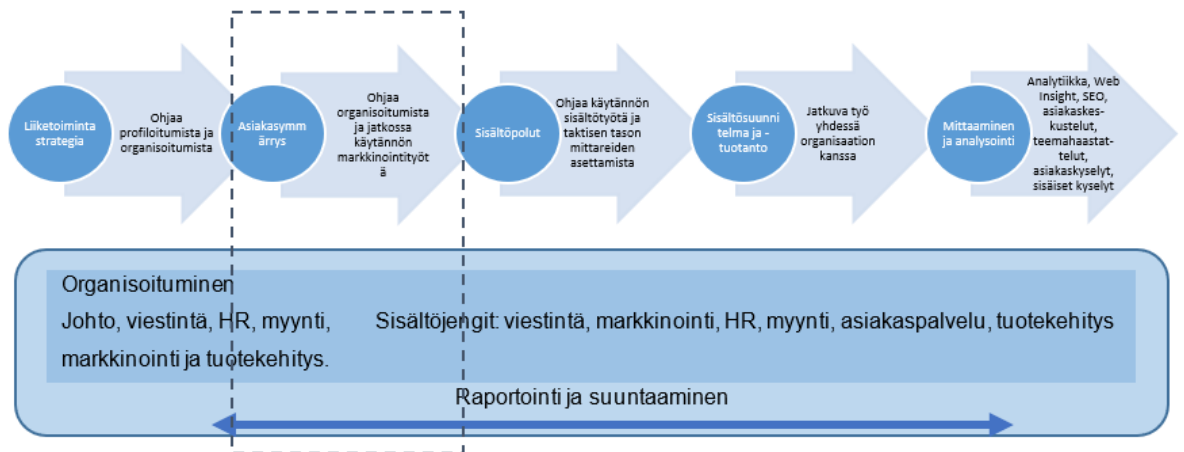 Liiketoiminta
strategia
Ohjaa
profiloitumista ja
organisoitumista
Asiakasymm
ärrys
Ohjaa
organisoitumista
ja jatkossa
käytännön
markkinointityöt
ä
Sisältöpolut
Ohjaa käytännön
sisältötyötä ja
taktisen tason
mittareiden
asettamista
Sisältösuunni
telma ja -
tuotanto
Jatkuva työ
yhdessä
organisaation
kanssa
Mittaaminen
ja analysointi
Analytiikka, Web
Insight, SEO,
asiakaskes-
kustelut,
teemahaastat-
telut,
asiakaskyselyt,
sisäiset kyselyt
Organisoituminen
Johto, viestintä, HR, myynti,
markkinointi ja tuotekehitys.
Sisältöjengit: viestintä, markkinointi, HR, myynti, asiakaspalvelu, tuotekehitys
Raportointi ja suuntaaminen